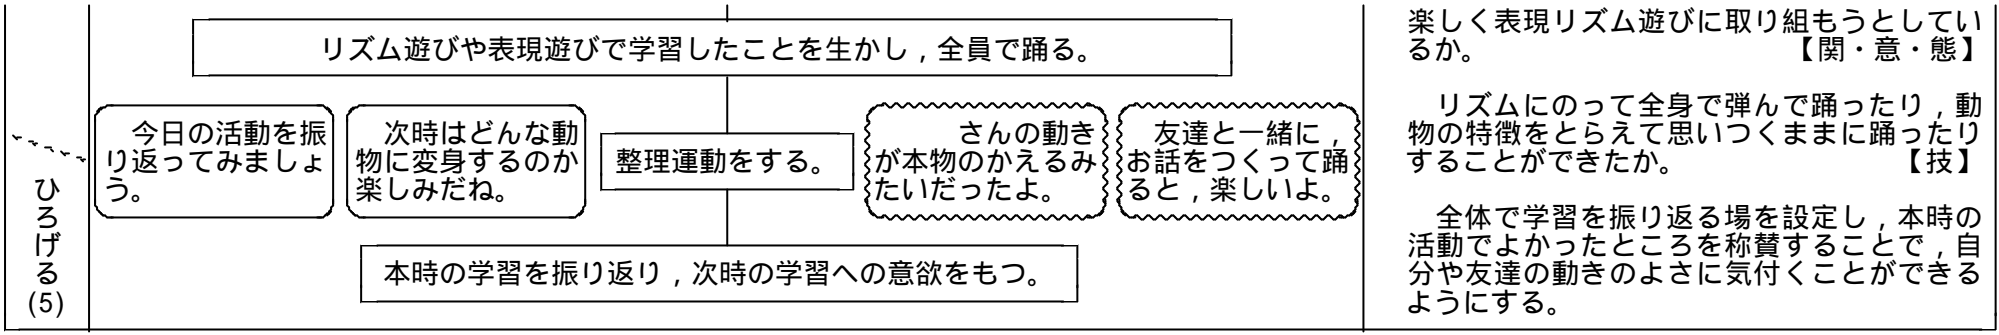 リズム遊びや表現遊びで学習したことを生かし，全員で踊る。
今日の活動を振
り返ってみましょ
う。
次時はどんな動
物に変身するのか
楽しみだね。
整理運動をする。
さんの動き
が本物のかえるみ
たいだったよ。
友達と一緒に，
お話をつくって踊
ると，楽しいよ。
本時の学習を振り返り，次時の学習への意欲をもつ。
ひろげる
(5)
楽しく表現リズム遊びに取り組もうとしてい
るか。　【関・意・態】
リズムにのって全身で弾んで踊ったり，動
物の特徴をとらえて思いつくままに踊ったり
することができたか。　【技】
全体で学習を振り返る場を設定し，本時の
活動でよかったところを称賛することで，自
分や友達の動きのよさに気付くことができる
ようにする。